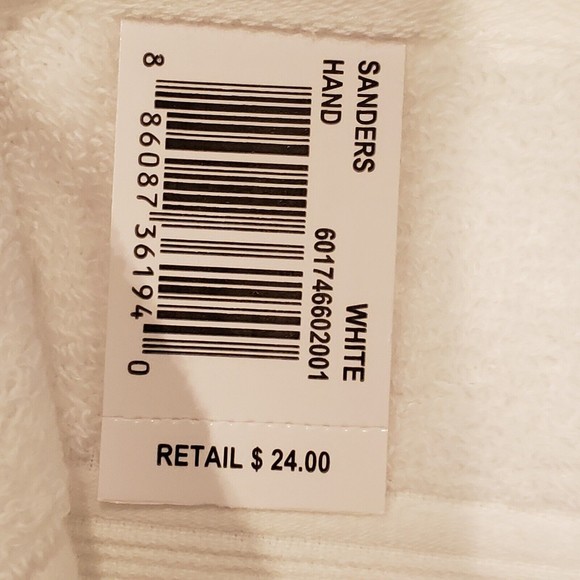 SANDERS WHITE
HAND 601746602001
8 86087 36194 0
RETAIL $ 24.00